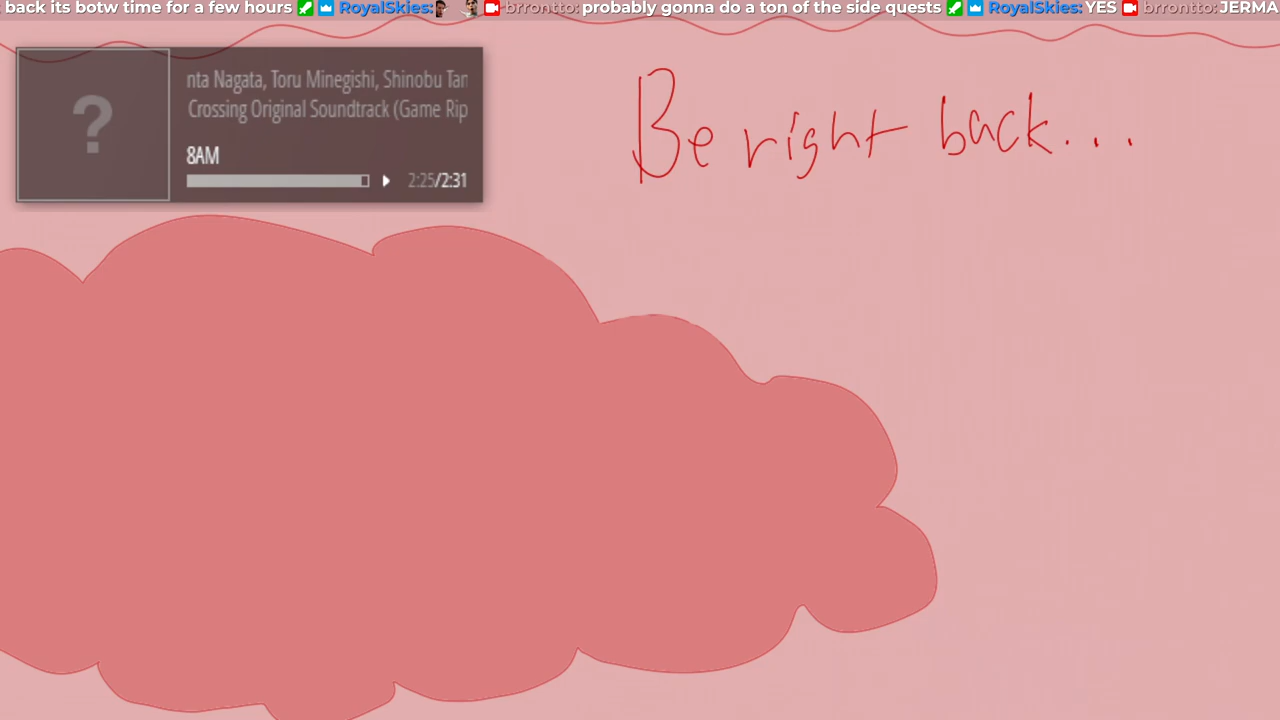 back its botw time for a few hours RoyalSkies: brrontto: probably gonna do a ton of the side quests RoyalSkies: YES brrontto: JERMA
?
nta Nagata, Toru Minegishi, Shinobu Tan
Crossing Original Soundtrack (Game Rip
8AM
2:25/2:31
Be right back...